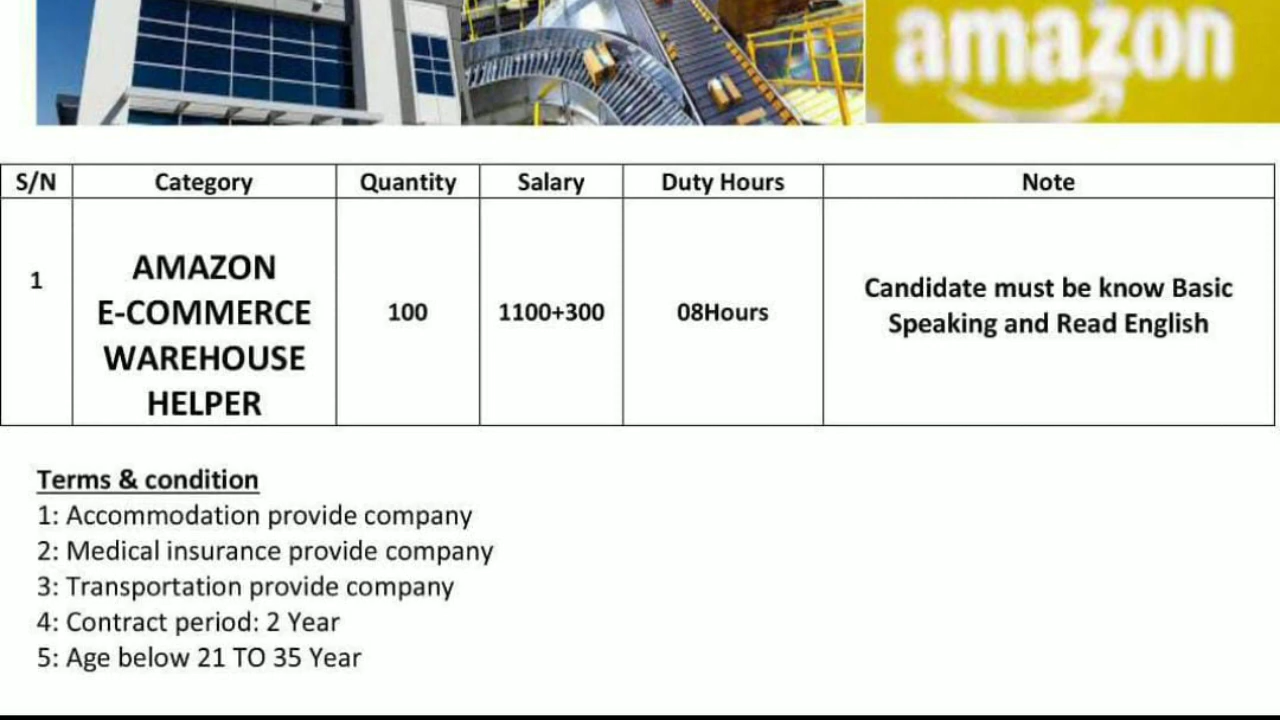 amazon
S/N Category Quantity Salary Duty Hours Note
1 AMAZON E-COMMERCE WAREHOUSE HELPER 100 1100+300 08Hours Candidate must be know Basic Speaking and Read English
Terms & condition
1: Accommodation provide company
2: Medical insurance provide company
3: Transportation provide company
4: Contract period: 2 Year
5: Age below 21 TO 35 Year